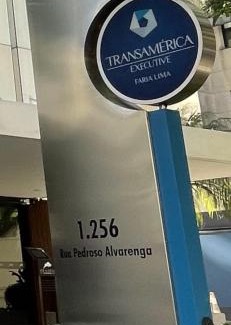 TRANSAMÉRICA
EXECUTIVE
FARIA LIMA
1.256
Rua Pedroso Alvarenga